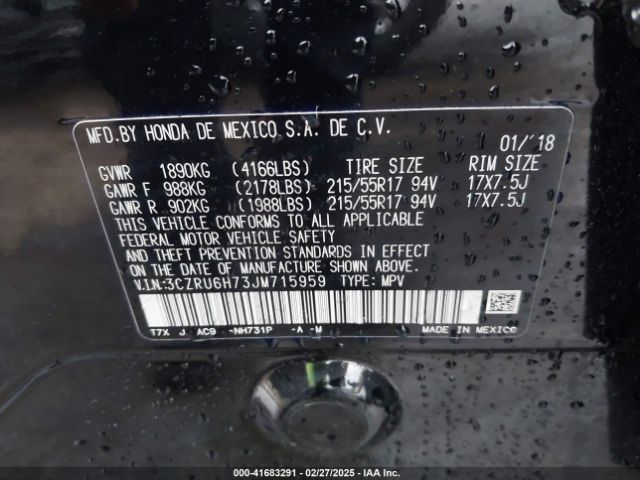 MFD.BY HONDA DE MEXICO S.A. DE C.V. 01/'18
GVWR 1890KG (4166LBS) TIRE SIZE RIM SIZE
GAWR F 988KG (2178LBS) 215/55R17 94V 17X7.5J
GAWR R 902KG (1988LBS) 215/55R17 94V 17X7.5J
THIS VEHICLE CONFORMS TO ALL APPLICABLE
FEDERAL MOTOR VEHICLE SAFETY
AND THEFT PREVENTION STANDARDS IN EFFECT
ON THE DATE OF MANUFACTURE SHOWN ABOVE.
V.I.N:3CZRU6H73JM715959 TYPE: MPV
T7X J AC9 -NH731P -A -M MADE IN MEXICO
000-41683291 - 02/27/2025 - IAA Inc.